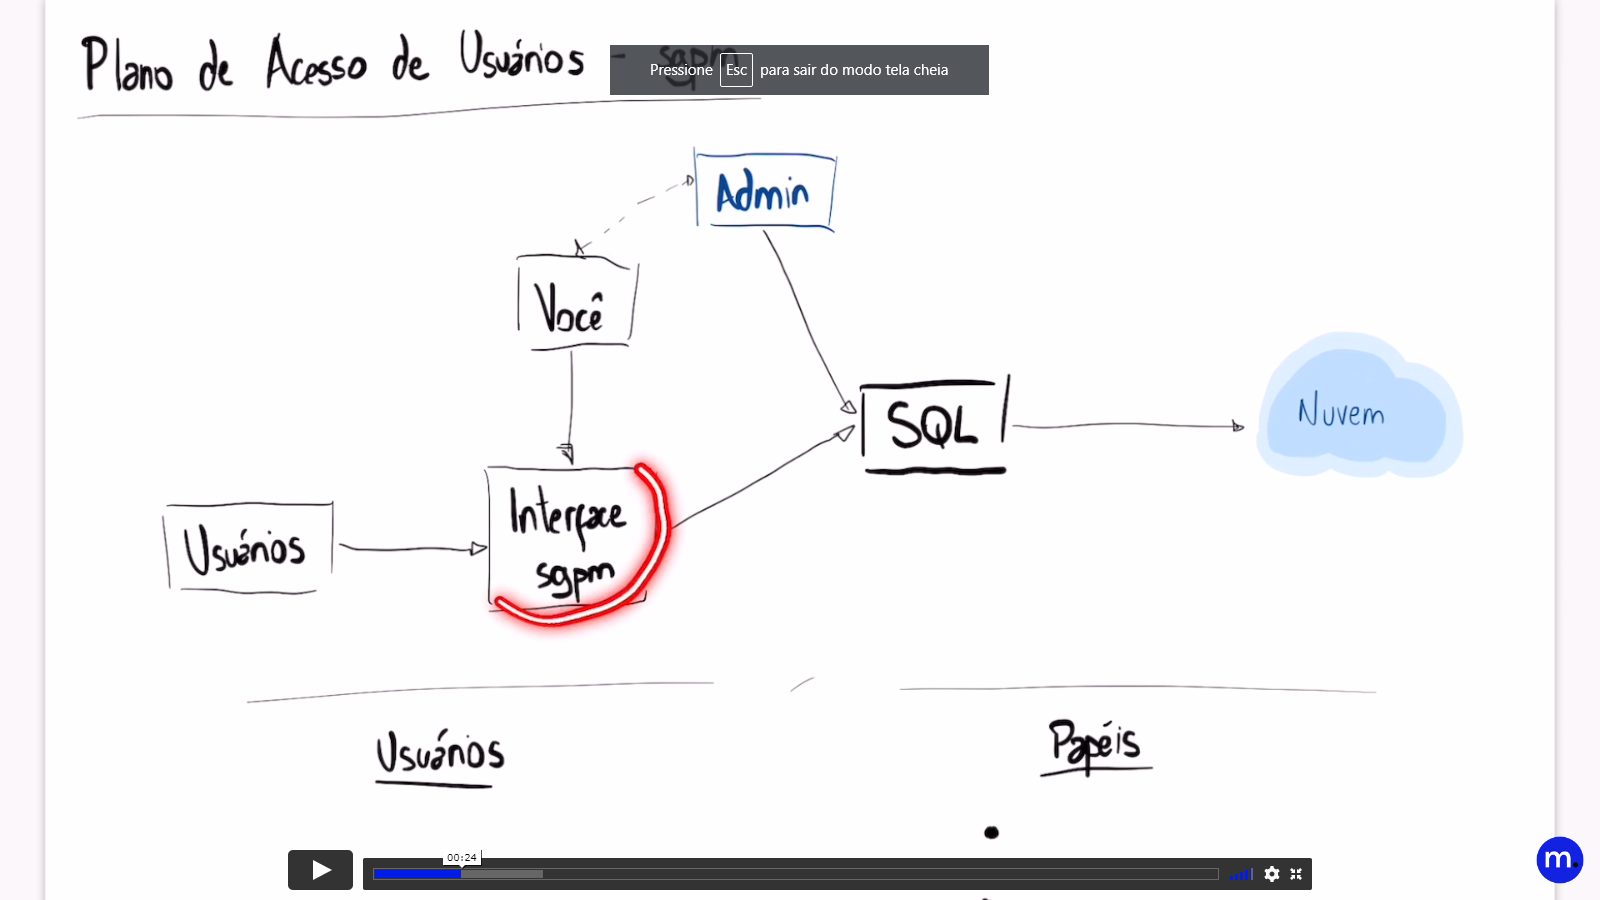 Plano de Acesso de Usuários - sgpm
Pressione Esc para sair do modo tela cheia
Admin
Você
SQL
Nuvem
Usuários
Interface
sgpm
Usuários
Papéis
00:24
m.